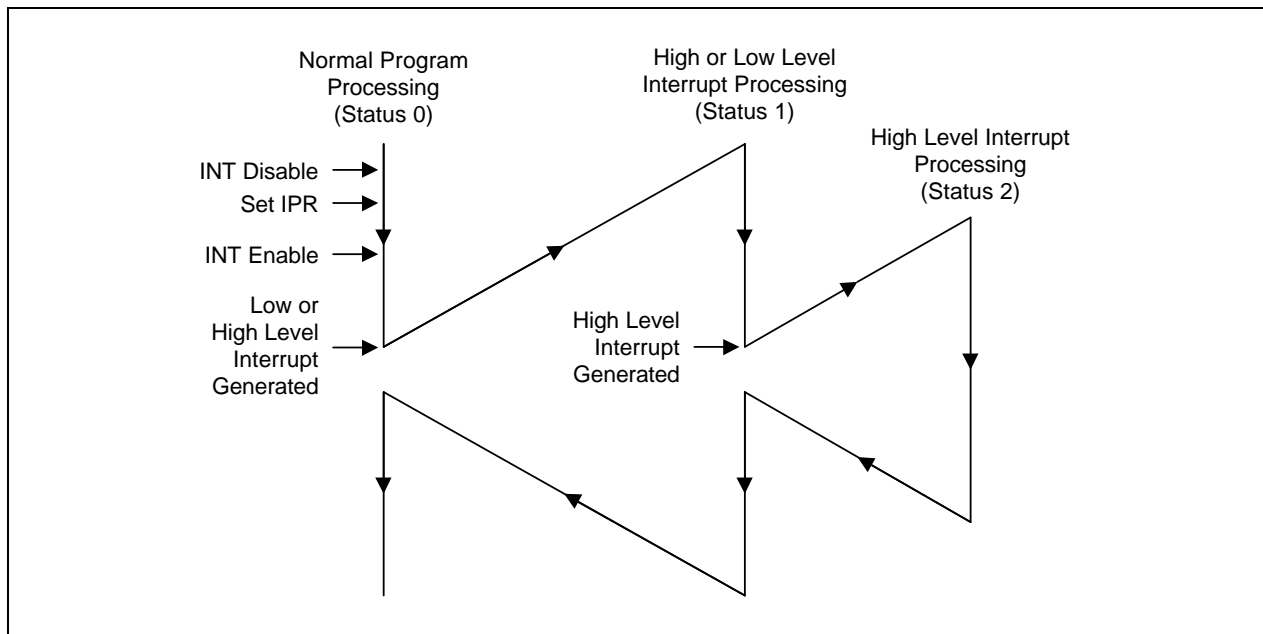 Normal Program
Processing
(Status 0)
High or Low Level
Interrupt Processing
(Status 1)
High Level Interrupt
Processing
(Status 2)
INT Disable
Set IPR
INT Enable
Low or
High Level
Interrupt
Generated
High Level
Interrupt
Generated